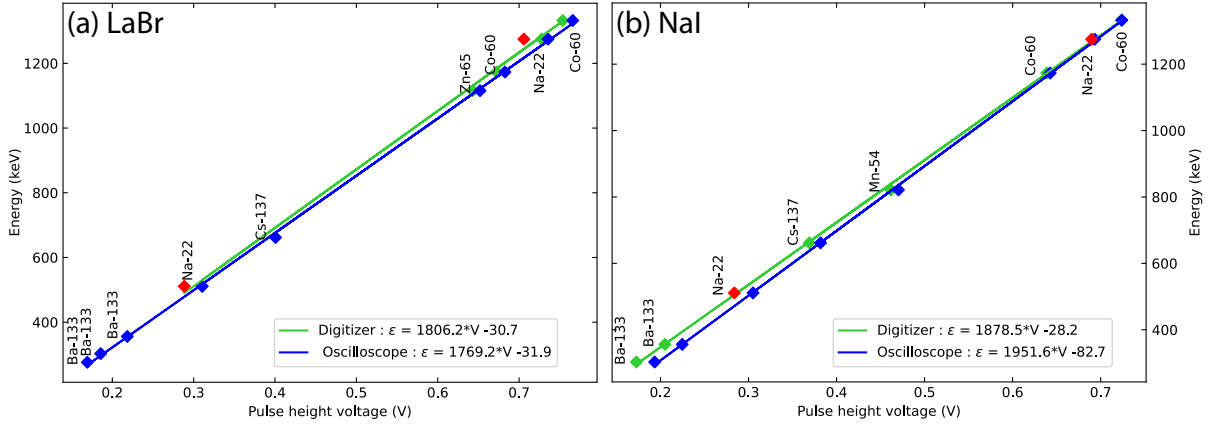 (a) LaBr
1200
1000
800
600
400
Energy (keV)
Ba-133
Ba-133
Ba-133
Na-22
Cs-137
Zn-65
Co-60
Na-22
Co-60
Digitizer : ε = 1806.2*V -30.7
Oscilloscope : ε = 1769.2*V -31.9
0.2 0.3 0.4 0.5 0.6 0.7
Pulse height voltage (V)
(b) NaI
Ba-133
Ba-133
Na-22
Cs-137
Mn-54
Co-60
Na-22
Co-60
Digitizer : ε = 1878.5*V -28.2
Oscilloscope : ε = 1951.6*V -82.7
0.2 0.3 0.4 0.5 0.6 0.7
Pulse height voltage (V)
1200
1000
800
600
400
Energy (keV)